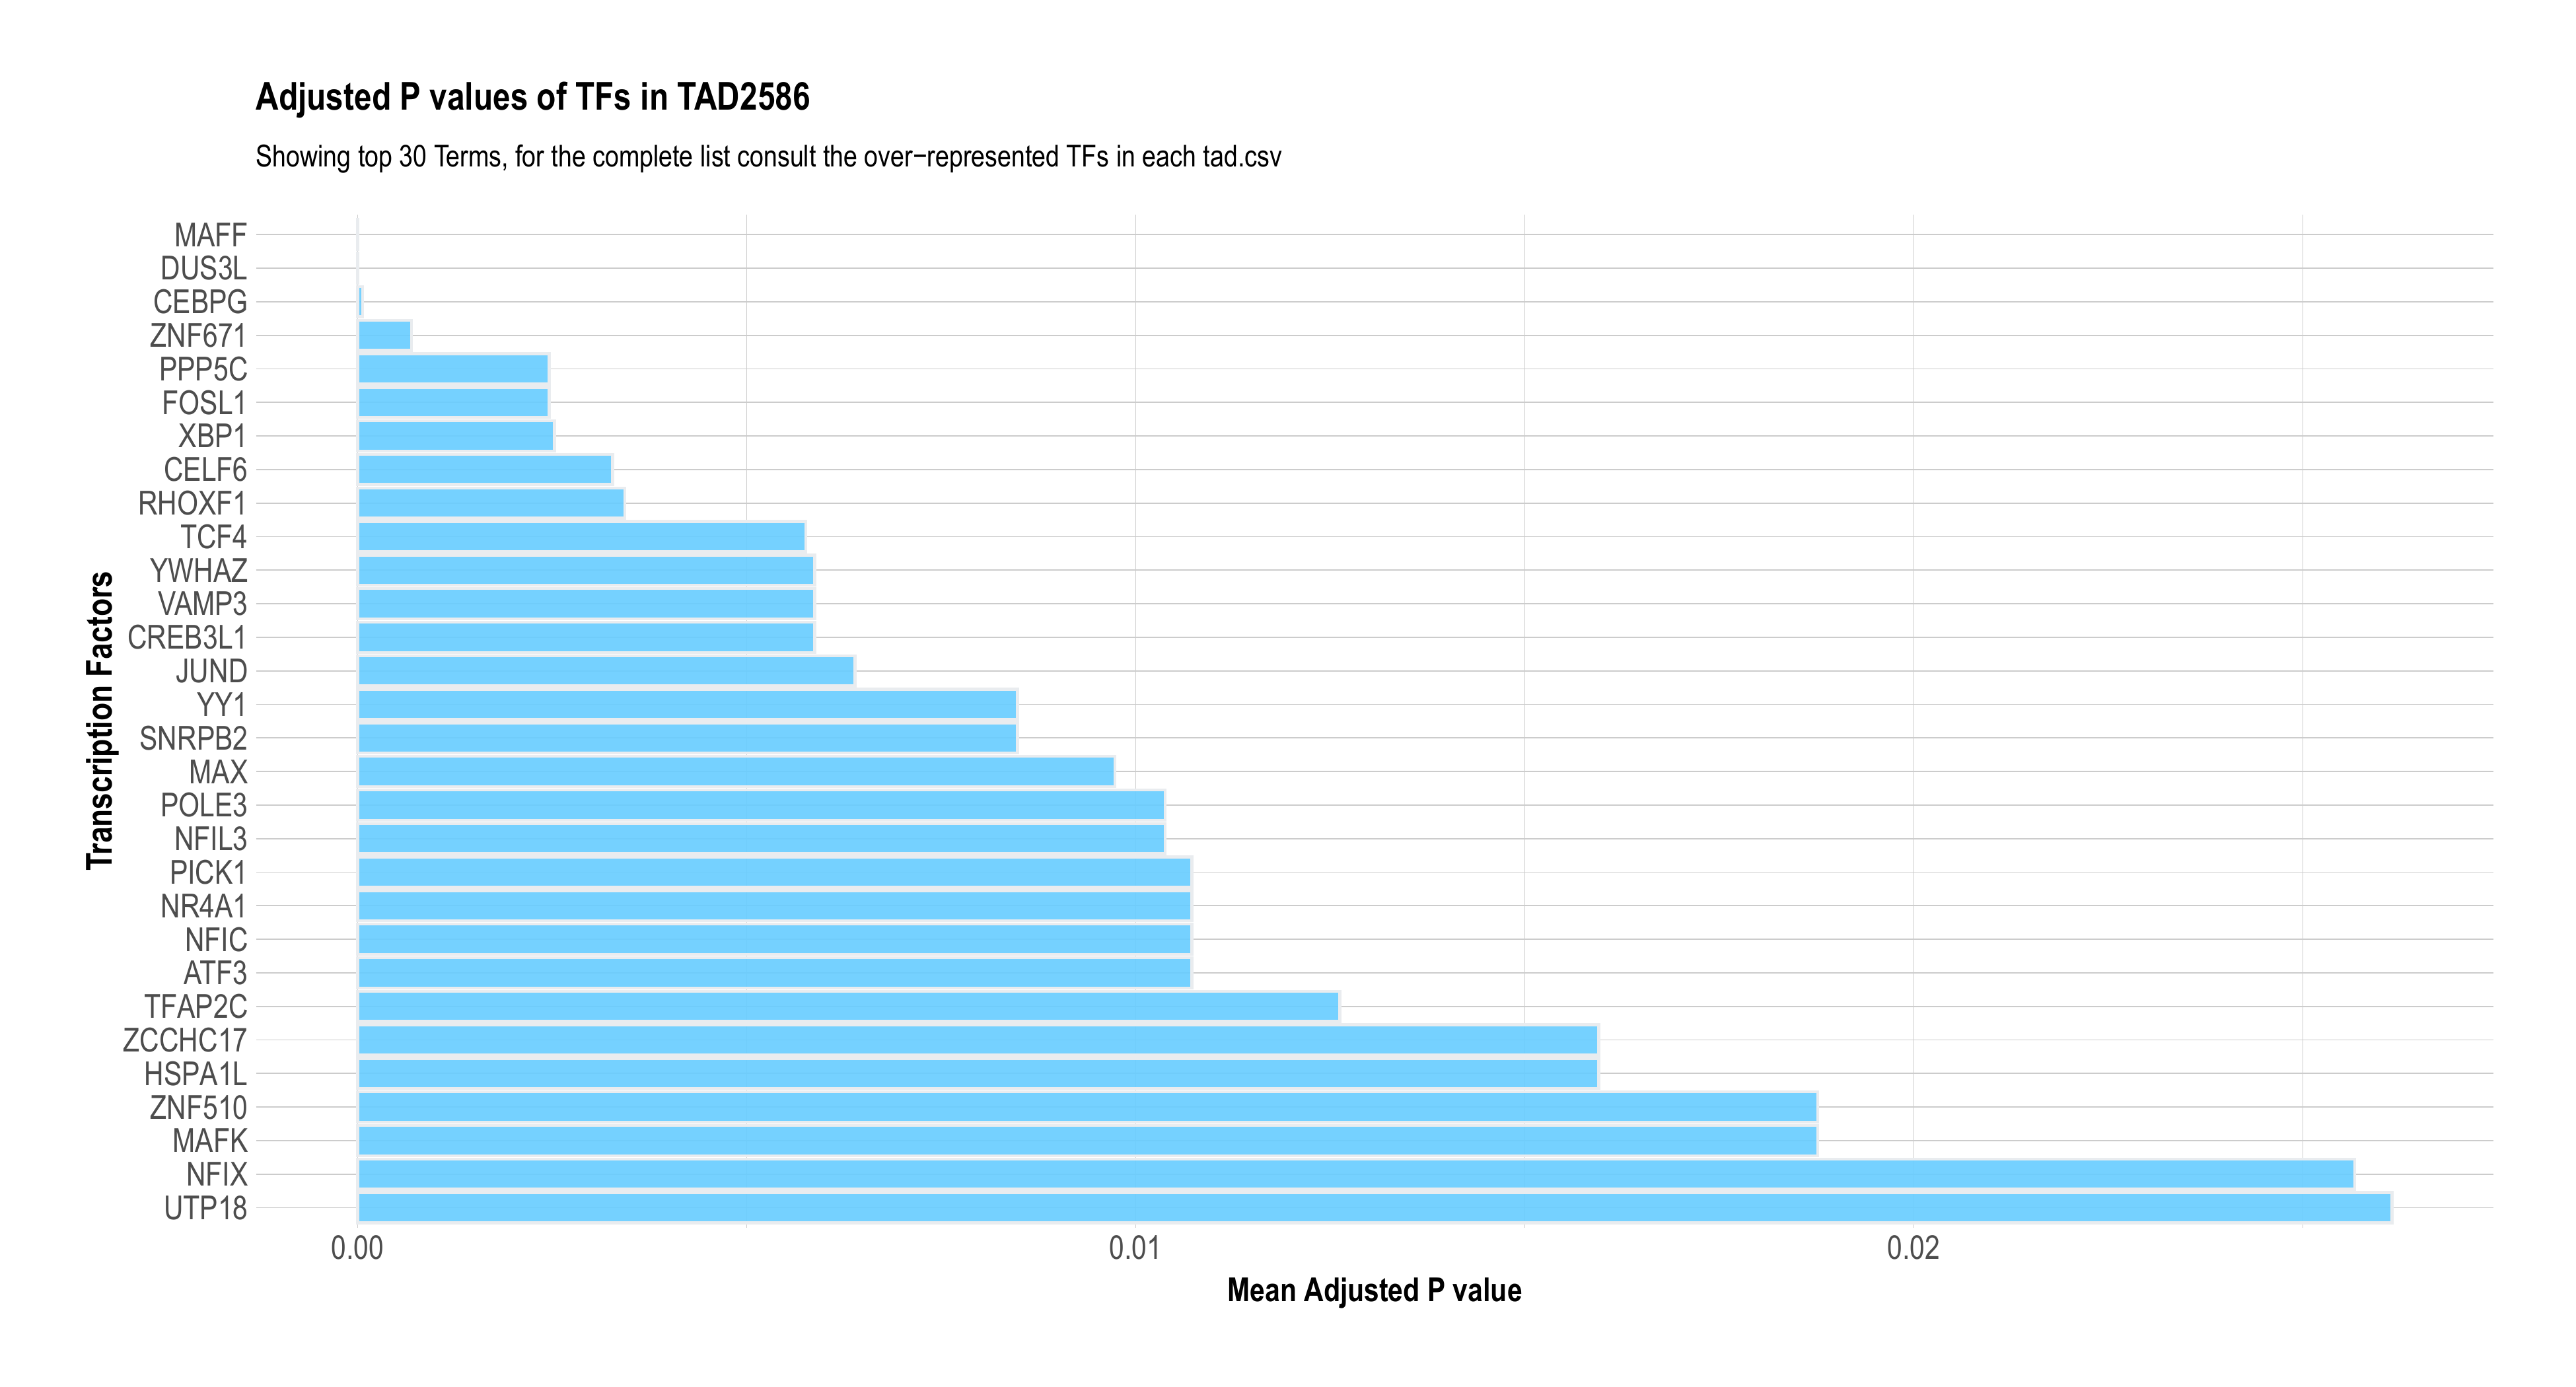 Adjusted P values of TFs in TAD2586
Showing top 30 Terms, for the complete list consult the over−represented TFs in each tad.csv
Transcription Factors
MAFF
DUS3L
CEBPG
ZNF671
PPP5C
FOSL1
XBP1
CELF6
RHOXF1
TCF4
YWHAZ
VAMP3
CREB3L1
JUND
YY1
SNRPB2
MAX
POLE3
NFIL3
PICK1
NR4A1
NFIC
ATF3
TFAP2C
ZCCHC17
HSPA1L
ZNF510
MAFK
NFIX
UTP18
0.00 0.01 0.02
Mean Adjusted P value